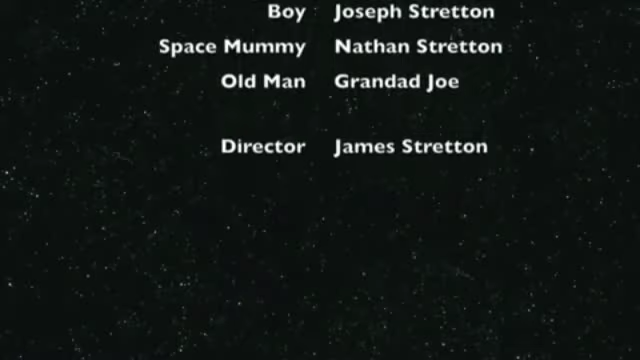 Boy Joseph Stretton
Space Mummy Nathan Stretton
Old Man Grandad Joe
Director James Stretton